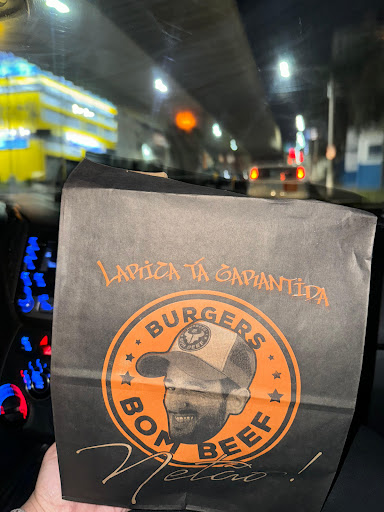 LARICA TÁ GARANTIDA
BURGERS
BOM BEEF
Netão!